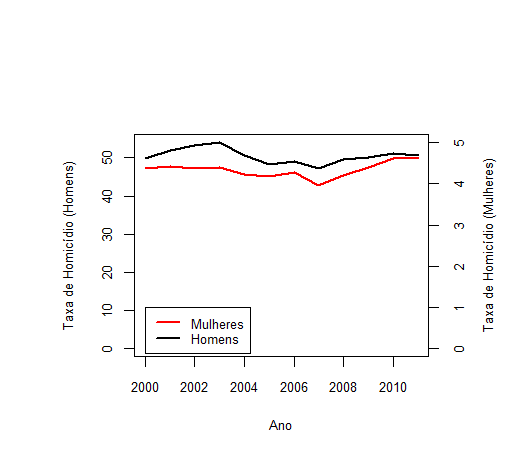 Taxa de Homicídio (Homens)
50
40
30
20
10
0
5
4
3
2
1
0
Taxa de Homicídio (Mulheres)
Mulheres
Homens
2000 2002 2004 2006 2008 2010
Ano